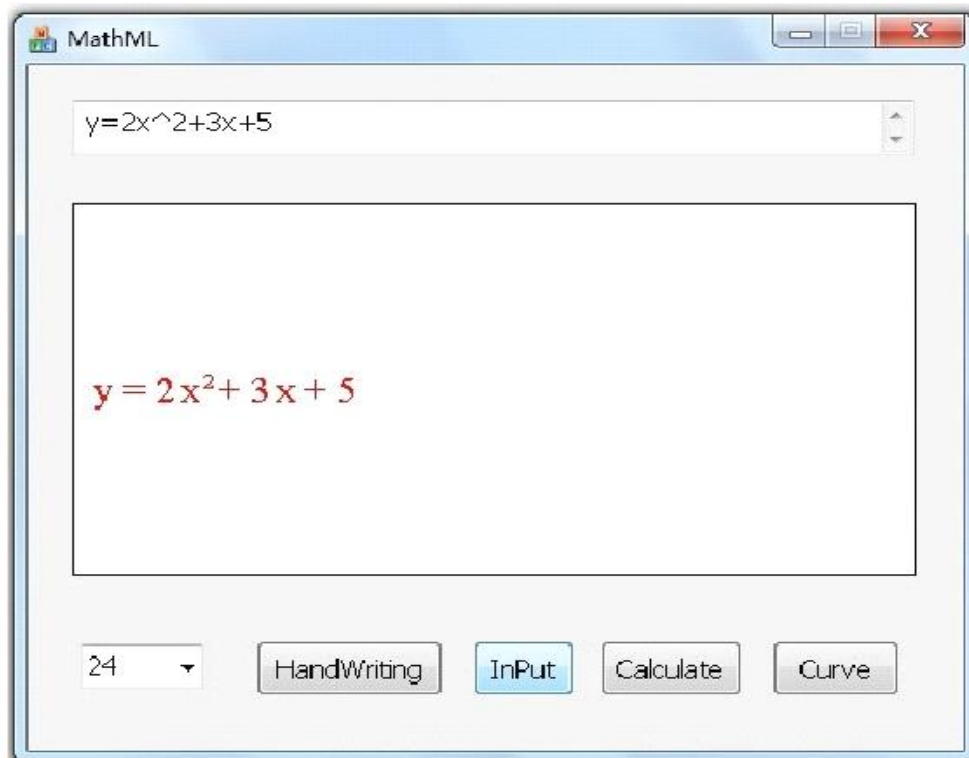 MathML
y=2x^2+3x+5
y = 2x²+ 3x + 5
24 HandWriting InPut Calculate Curve